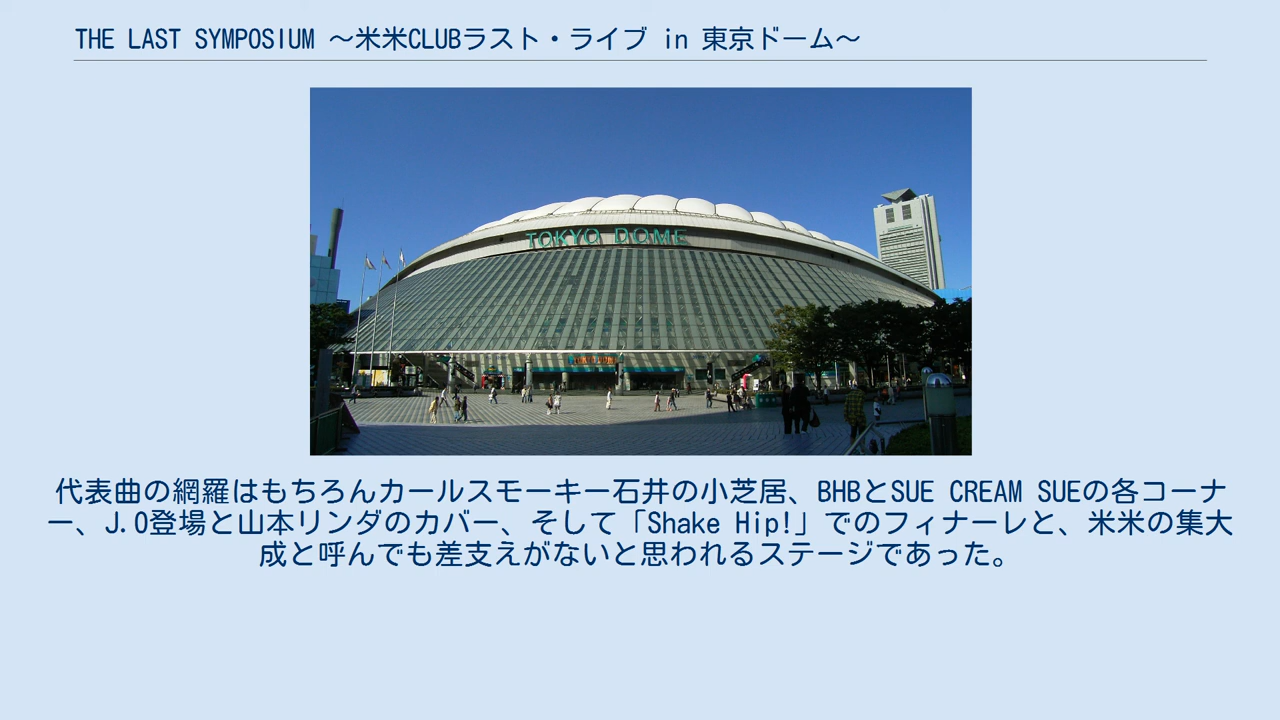 THE LAST SYMPOSIUM ～米米CLUBラスト・ライブ in 東京ドーム～
TOKYO DOME
TOKYO DOME
代表曲の網羅はもちろんカールスモーキー石井の小芝居、BHBとSUE CREAM SUEの各コーナ
ー、J.O登場と山本リンダのカバー、そして「Shake Hip!」でのフィナーレと、米米の集大
成と呼んでも差支えがないと思われるステージであった。